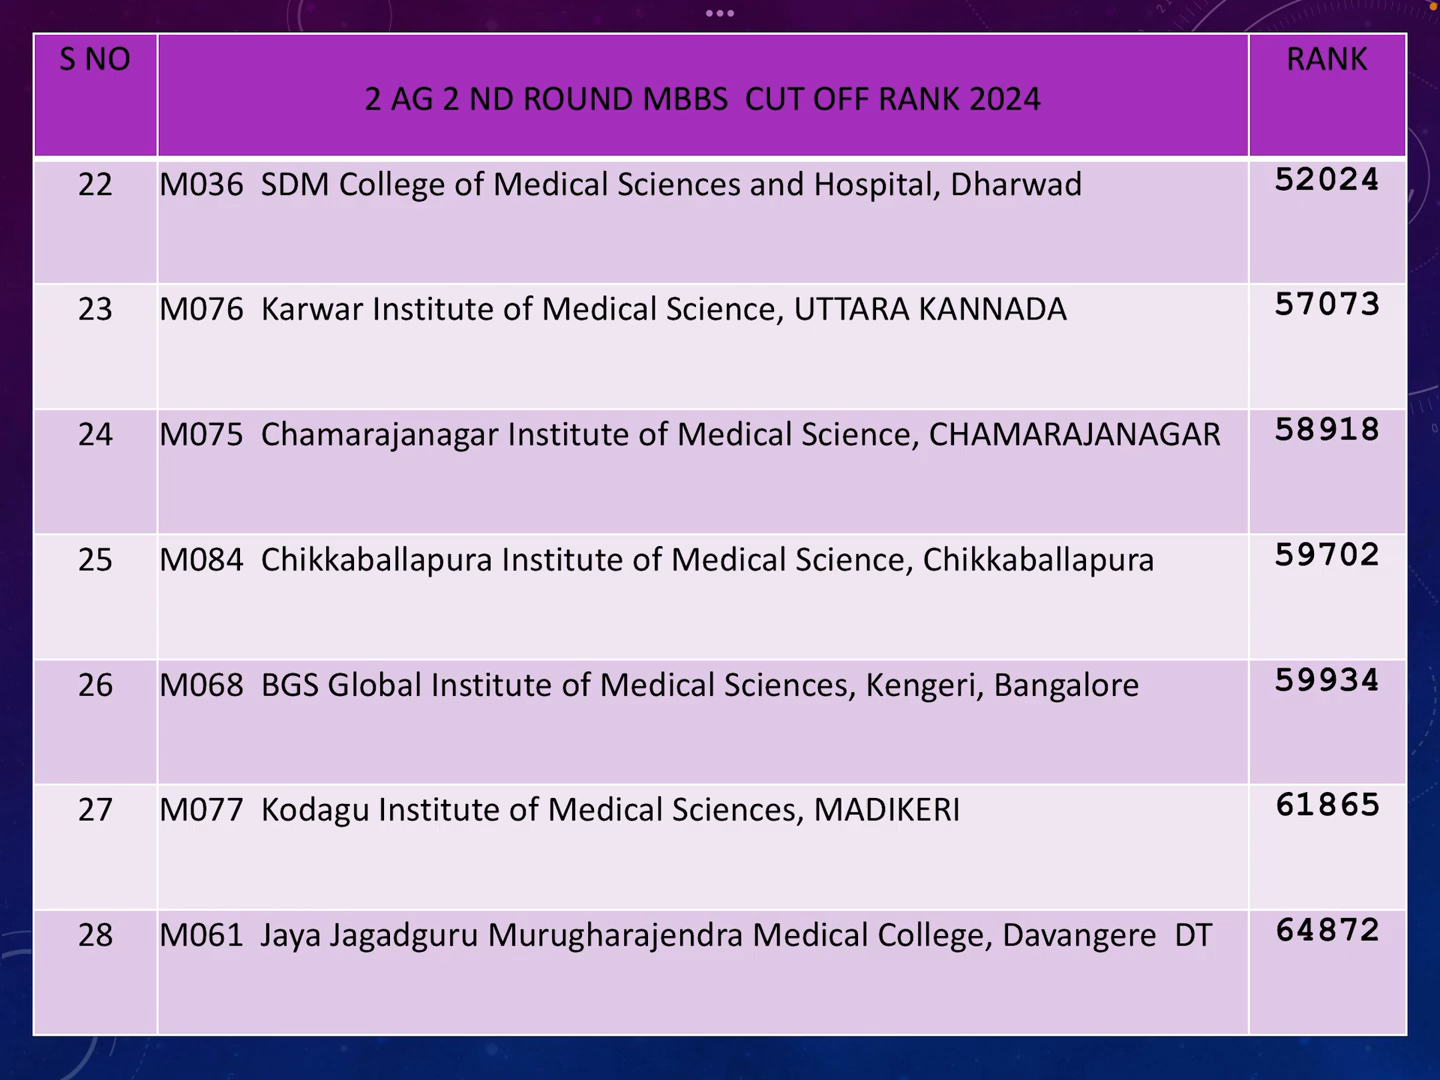 S NO
2 AG 2 ND ROUND MBBS  CUT OFF RANK 2024
RANK
22 M036  SDM College of Medical Sciences and Hospital, Dharwad 52024
23 M076  Karwar Institute of Medical Science, UTTARA KANNADA 57073
24 M075  Chamarajanagar Institute of Medical Science, CHAMARAJANAGAR 58918
25 M084  Chikkaballapura Institute of Medical Science, Chikkaballapura 59702
26 M068  BGS Global Institute of Medical Sciences, Kengeri, Bangalore 59934
27 M077  Kodagu Institute of Medical Sciences, MADIKERI 61865
28 M061  Jaya Jagadguru Murugharajendra Medical College, Davangere  DT 64872